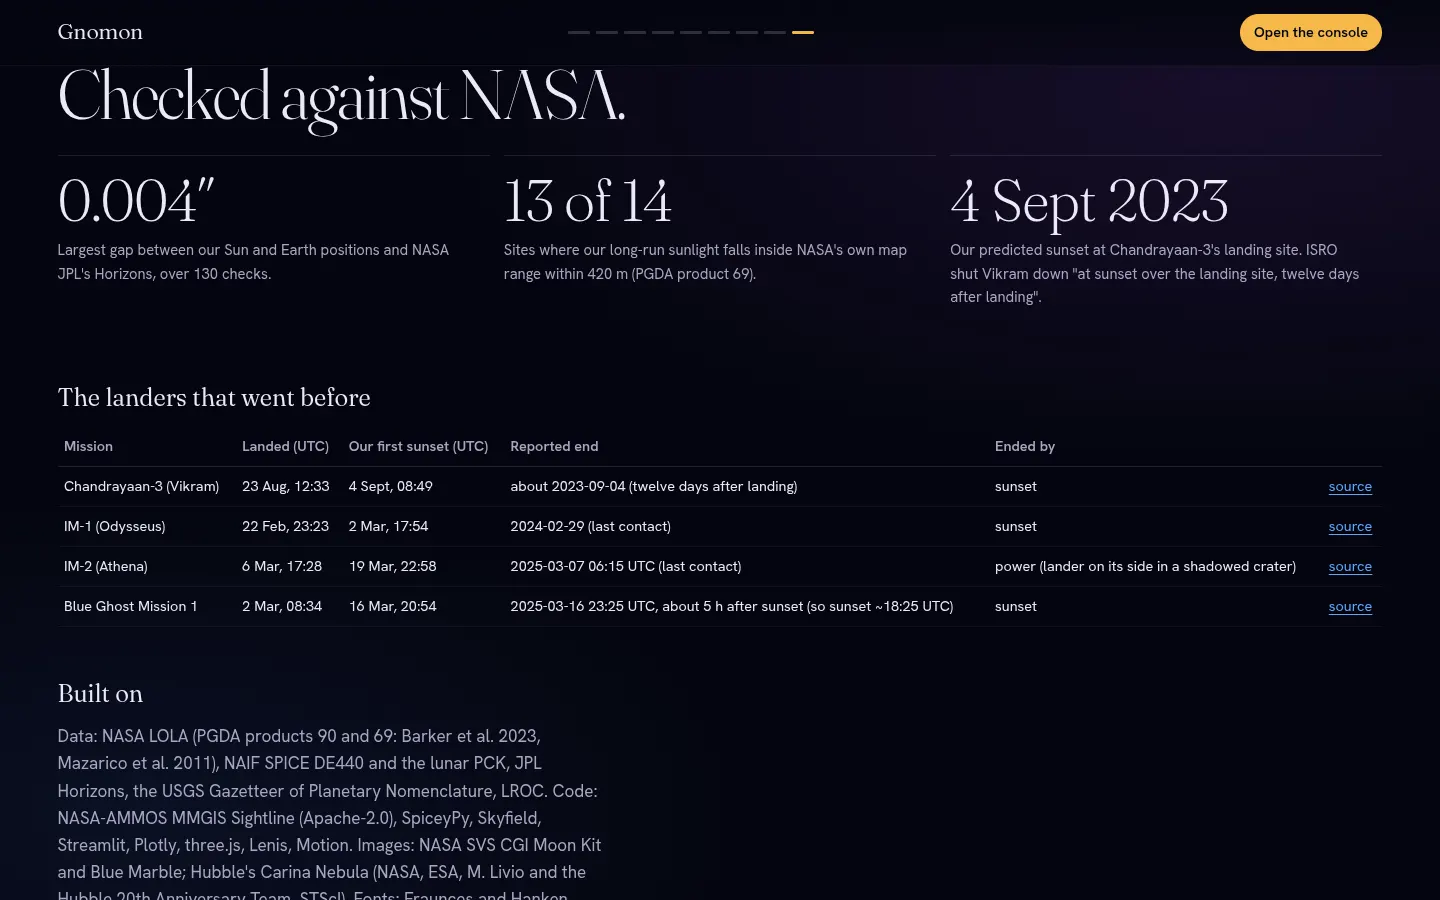 Gnomon
Open the console
Checked against NASA.
0.004″
Largest gap between our Sun and Earth positions and NASA
JPL's Horizons, over 130 checks.
13 of 14
Sites where our long-run sunlight falls inside NASA's own map
range within 420 m (PGDA product 69).
4 Sept 2023
Our predicted sunset at Chandrayaan-3's landing site. ISRO
shut Vikram down "at sunset over the landing site, twelve days
after landing".
The landers that went before
Mission Landed (UTC) Our first sunset (UTC) Reported end Ended by
Chandrayaan-3 (Vikram) 23 Aug, 12:33 4 Sept, 08:49 about 2023-09-04 (twelve days after landing) sunset source
IM-1 (Odysseus) 22 Feb, 23:23 2 Mar, 17:54 2024-02-29 (last contact) sunset source
IM-2 (Athena) 6 Mar, 17:28 19 Mar, 22:58 2025-03-07 06:15 UTC (last contact) power (lander on its side in a shadowed crater) source
Blue Ghost Mission 1 2 Mar, 08:34 16 Mar, 20:54 2025-03-16 23:25 UTC, about 5 h after sunset (so sunset ~18:25 UTC) sunset source
Built on
Data: NASA LOLA (PGDA products 90 and 69: Barker et al. 2023,
Mazarico et al. 2011), NAIF SPICE DE440 and the lunar PCK, JPL
Horizons, the USGS Gazetteer of Planetary Nomenclature, LROC. Code:
NASA-AMMOS MMGIS Sightline (Apache-2.0), SpiceyPy, Skyfield,
Streamlit, Plotly, three.js, Lenis, Motion. Images: NASA SVS CGI Moon Kit
and Blue Marble; Hubble's Carina Nebula (NASA, ESA, M. Livio and the
Hubble 20th Anniversary Team, STScI). Fonts: Fraunces and Hanken